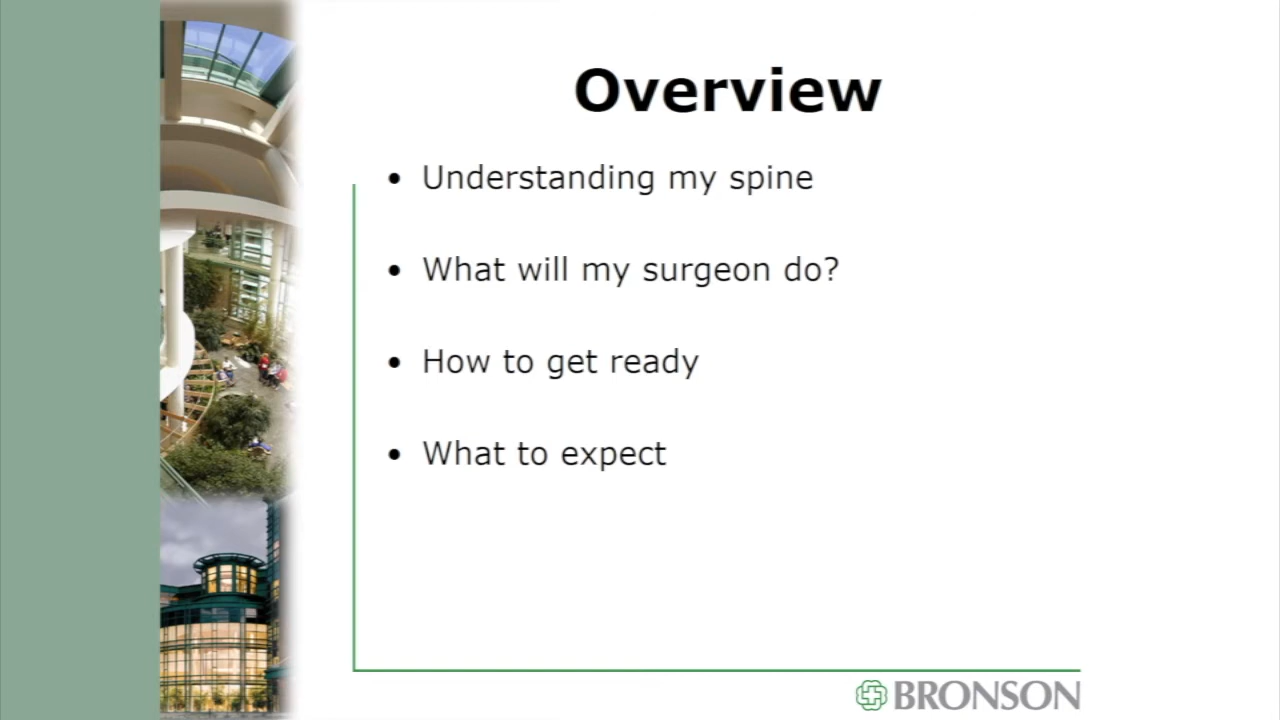 Overview
• Understanding my spine
• What will my surgeon do?
• How to get ready
• What to expect
BRONSON